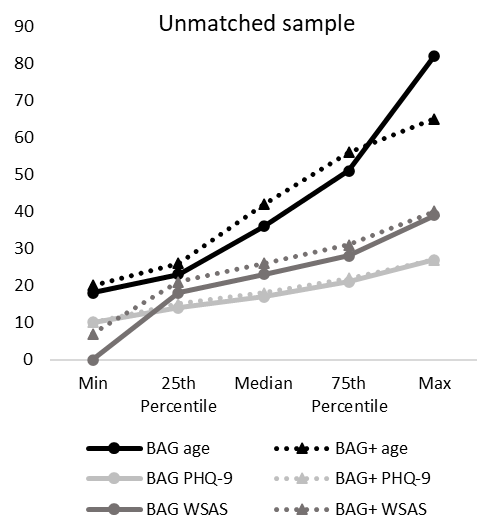 Unmatched sample
90
80
70
60
50
40
30
20
10
0
Min 25th Median 75th Max
Percentile Percentile
BAG age BAG+ age
BAG PHQ-9 BAG+ PHQ-9
BAG WSAS BAG+ WSAS